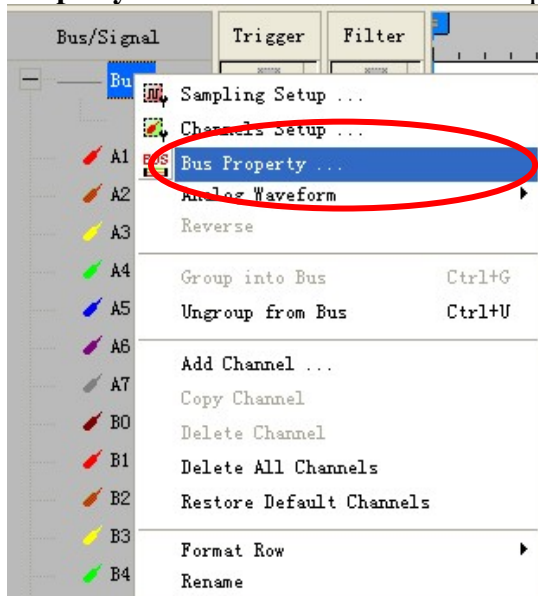 Bus/Signal Trigger Filter
Bu
Sampling Setup ...
Channels Setup ...
A1 BUS Bus Property ...
A2 Analog Waveform
A3 Reverse
A4 Group into Bus Ctrl+G
A5 Ungroup from Bus Ctrl+U
A6
Add Channel ...
A7
Copy Channel
B0
Delete Channel
B1 Delete All Channels
B2 Restore Default Channels
B3
Format Row
B4 Rename